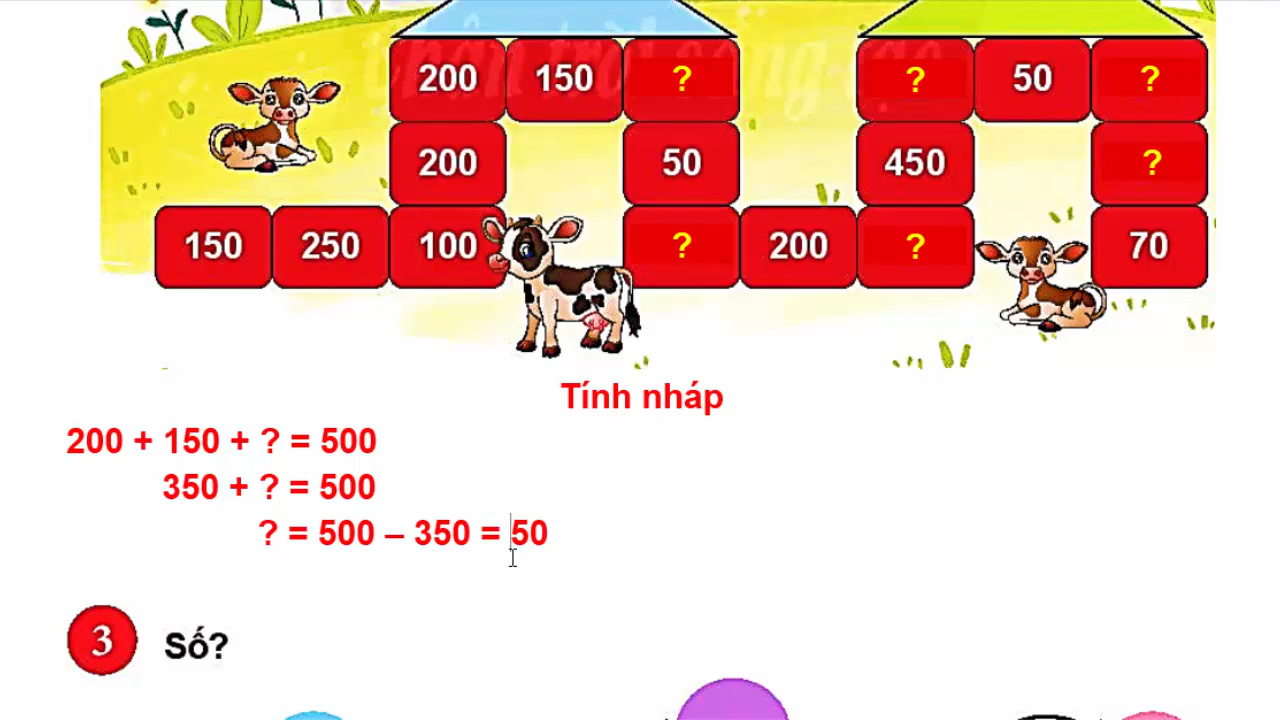 200 150 ? ? 50 ?
200 50 450 ?
150 250 100 ? 200 ? 70
Tính nháp
200 + 150 + ? = 500
350 + ? = 500
? = 500 – 350 = 50
3 Số?